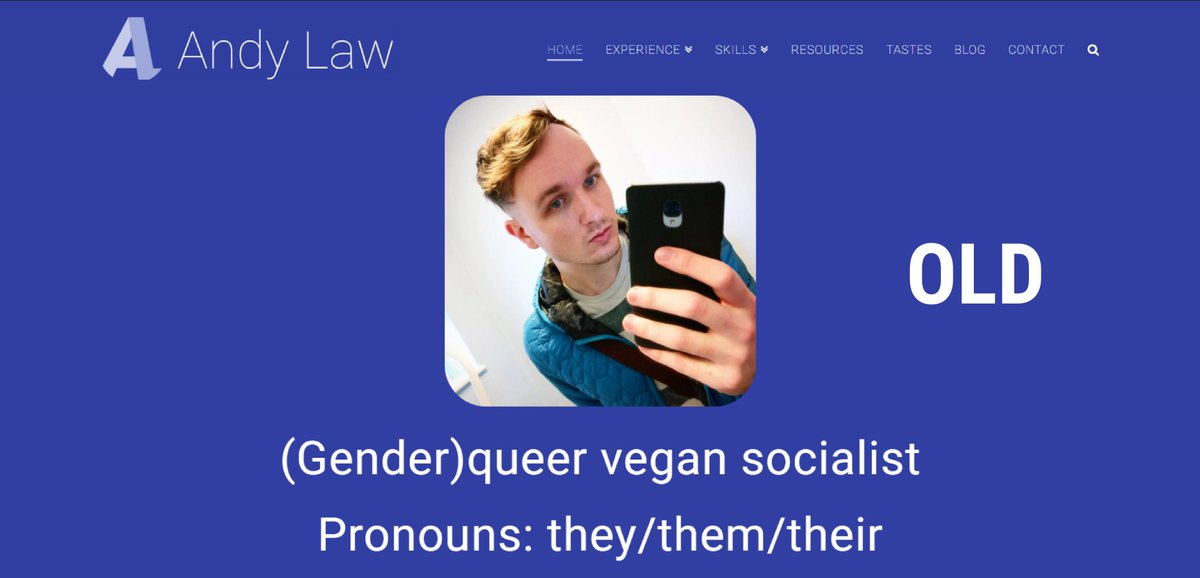 Andy Law
HOME EXPERIENCE SKILLS RESOURCES TASTES BLOG CONTACT
OLD
(Gender)queer vegan socialist
Pronouns: they/them/their